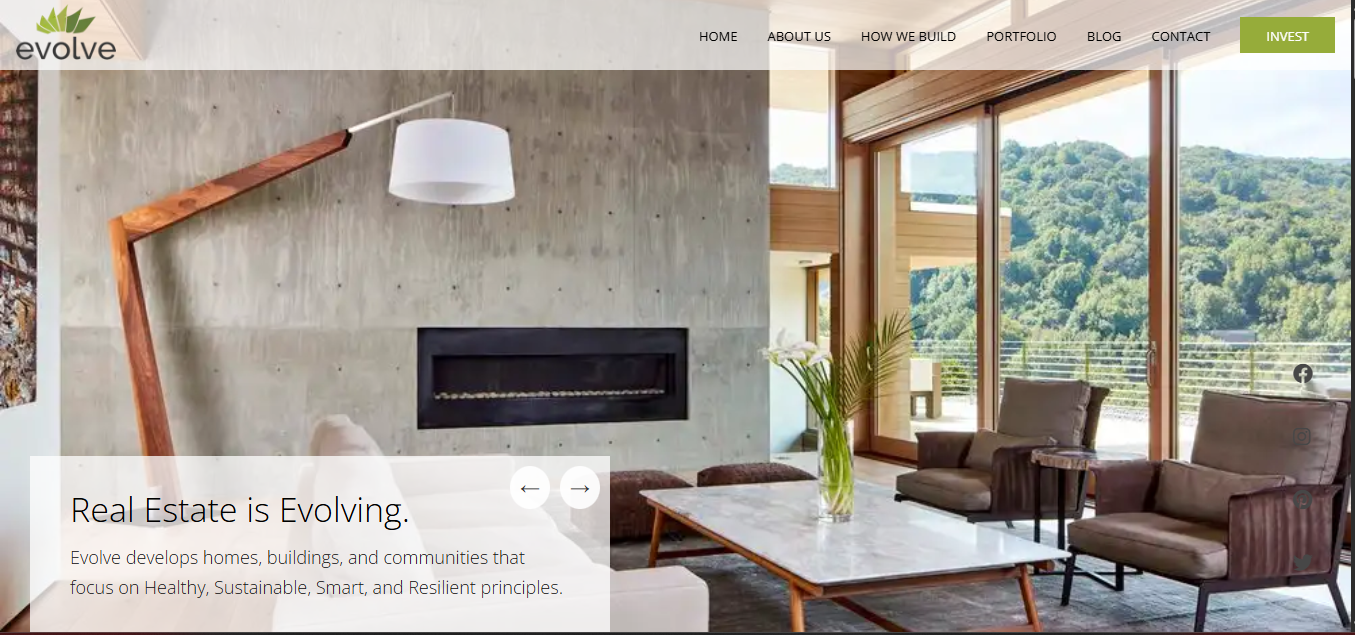 evolve
HOME ABOUT US HOW WE BUILD PORTFOLIO BLOG CONTACT INVEST
Real Estate is Evolving.
Evolve develops homes, buildings, and communities that
focus on Healthy, Sustainable, Smart, and Resilient principles.